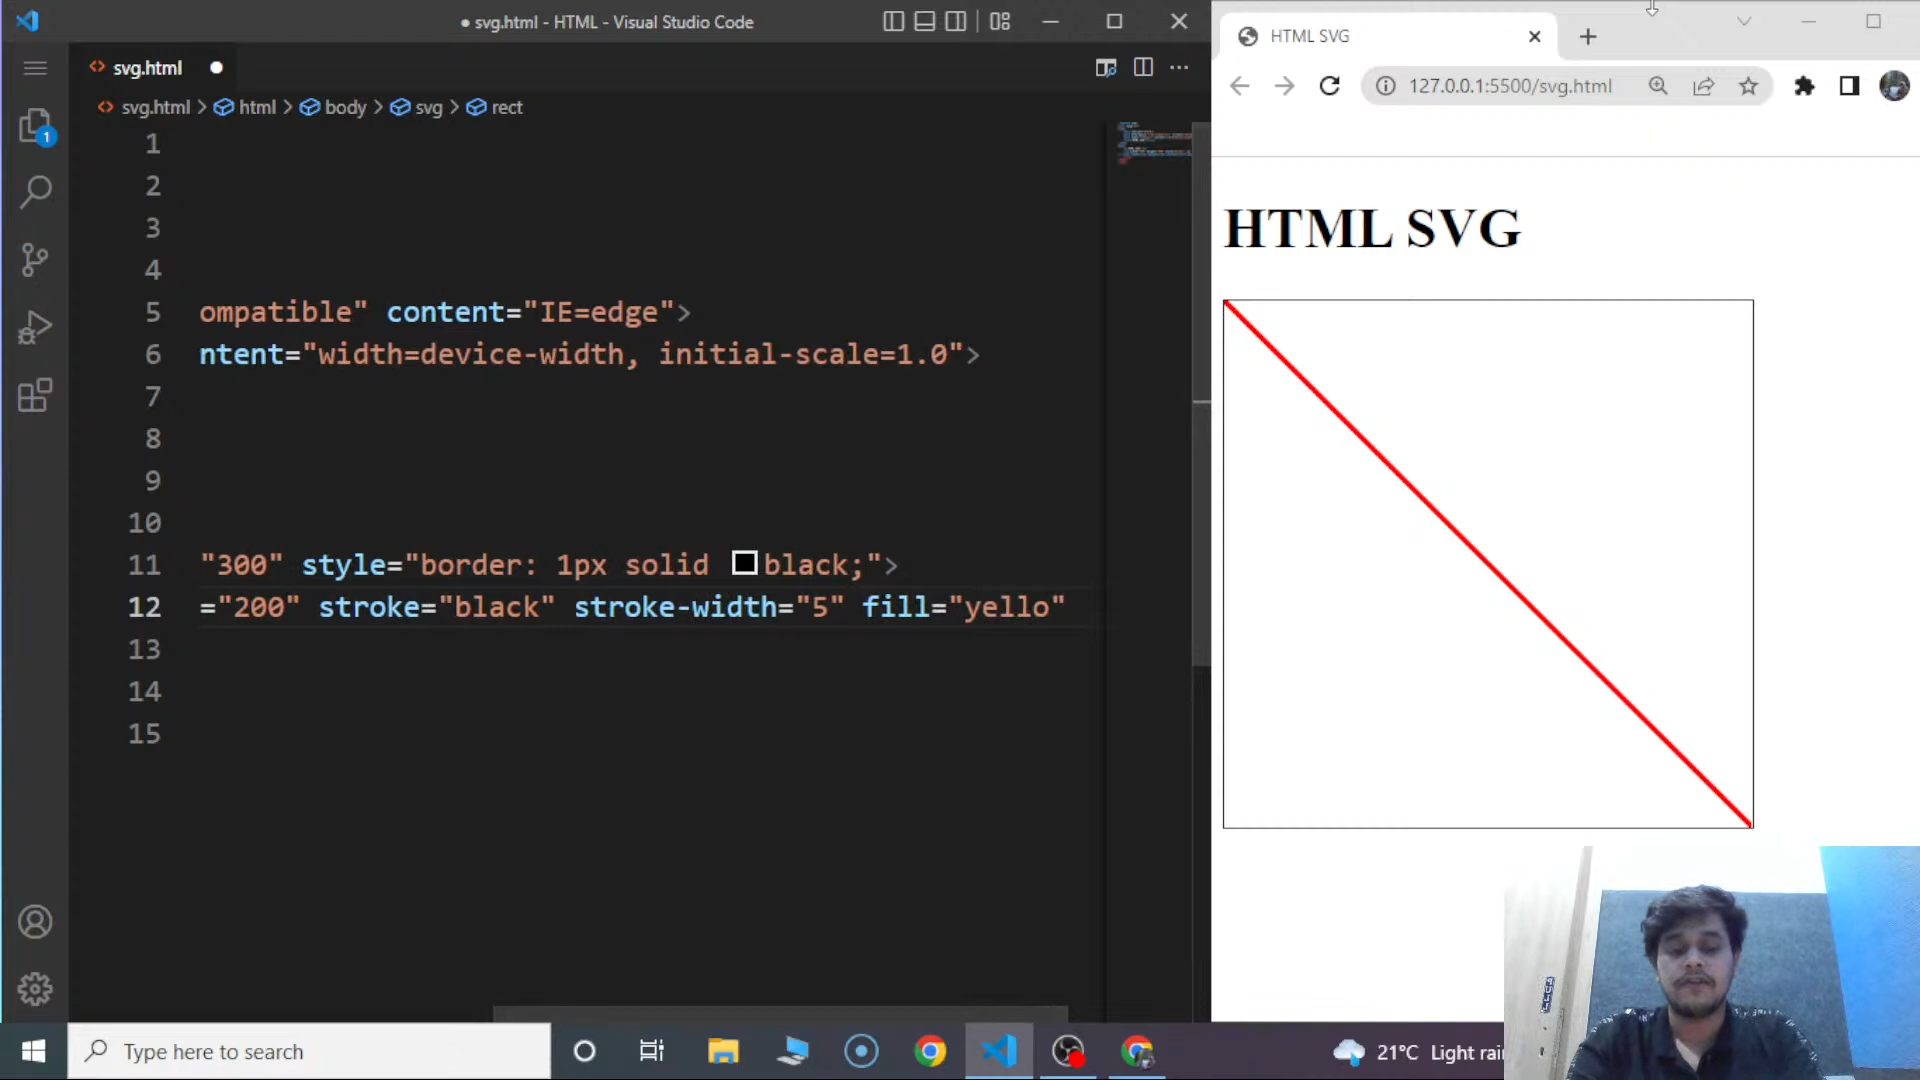 ● svg.html - HTML - Visual Studio Code
svg.html ●
svg.html > html > body > svg > rect
1
1
2
3
4
5 ompatible" content="IE=edge">
6 ntent="width=device-width, initial-scale=1.0">
7
8
9
10
11 "300" style="border: 1px solid black;">
12 ="200" stroke="black" stroke-width="5" fill="yello"
13
14
15
HTML SVG
127.0.0.1:5500/svg.html
HTML SVG
Type here to search
21°C Light rai